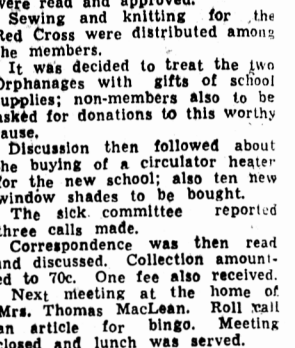 were read and approved.
Sewing and knitting for the
Red Cross were distributed among
the members.
It was decided to treat the two
Orphanages with gifts of school
supplies; non-members also to be
asked for donations to this worthy
cause.
Discussion then followed about
the buying of a circulator heater
for the new school; also ten new
window shades to be bought.
The sick committee reported
three calls made.
Correspondence was then read
and discussed. Collection amount-
ed to 70c. One fee also received.
Next meeting at the home of
Mrs. Thomas MacLean. Roll call
an article for bingo. Meeting
closed and lunch was served.